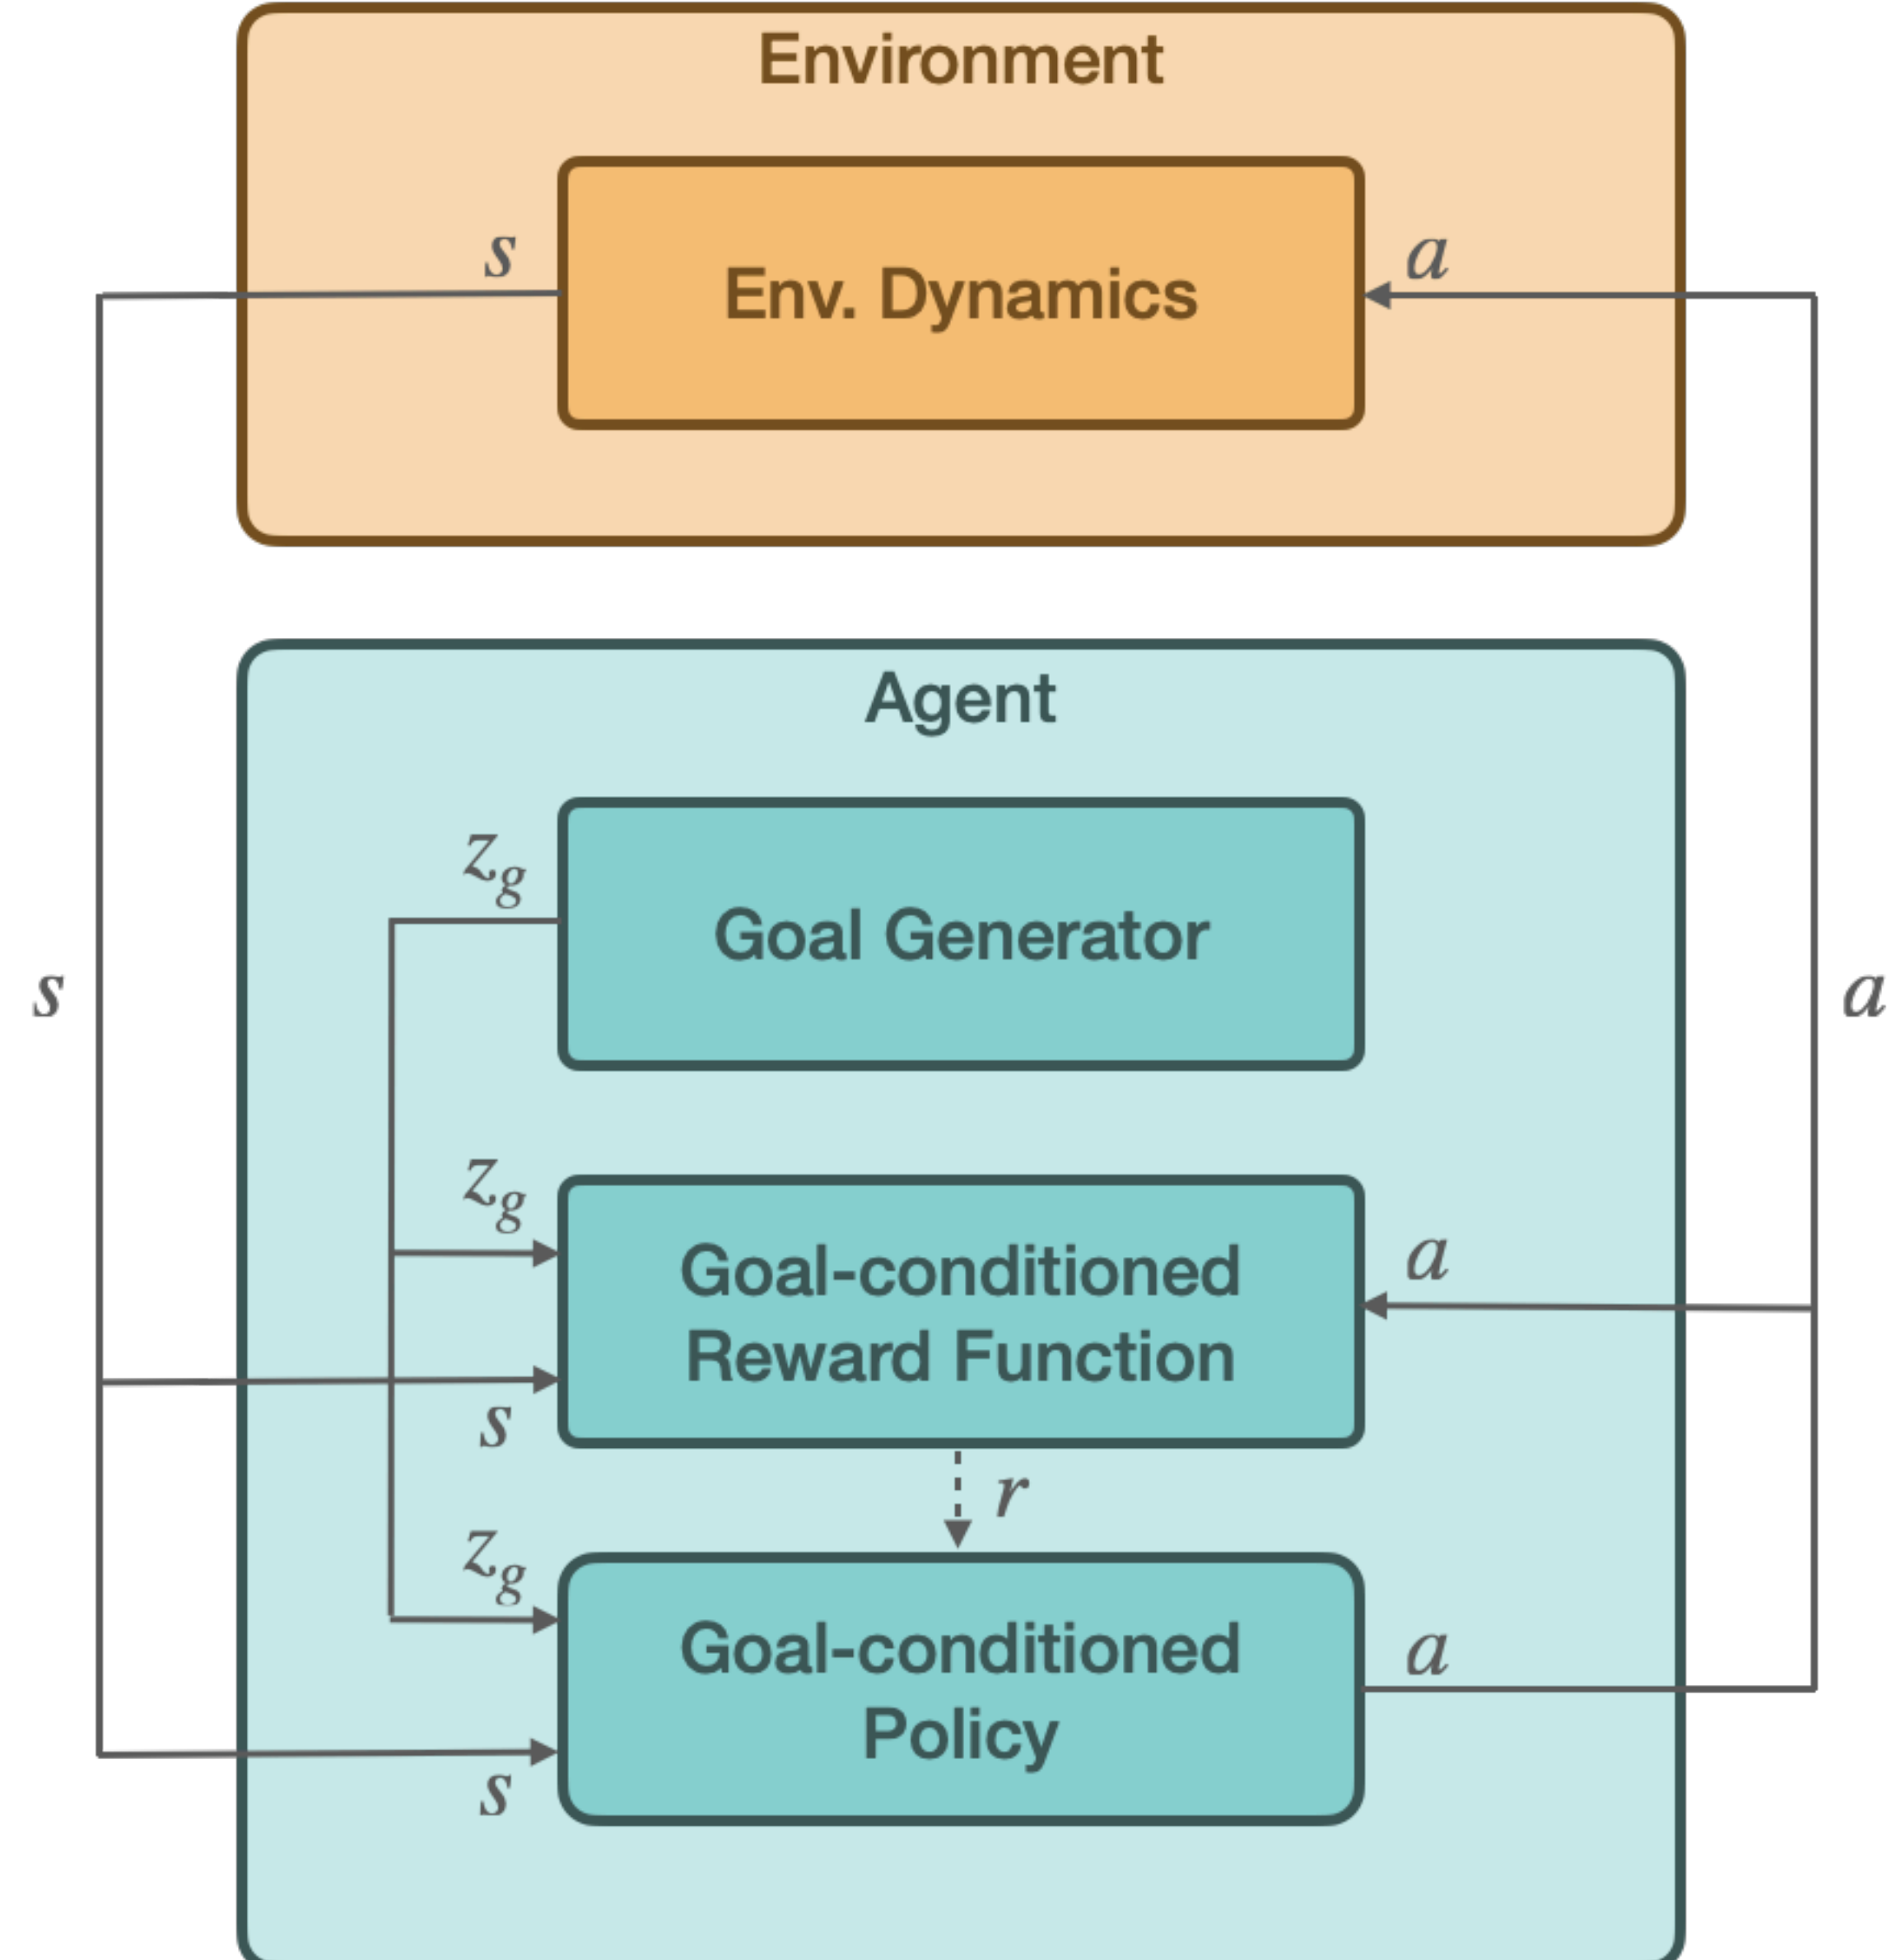 Environment
s
Env. Dynamics
a
Agent
z_g
Goal Generator
s
a
z_g
Goal-conditioned
Reward Function
a
s
r
z_g
Goal-conditioned
Policy
a
s